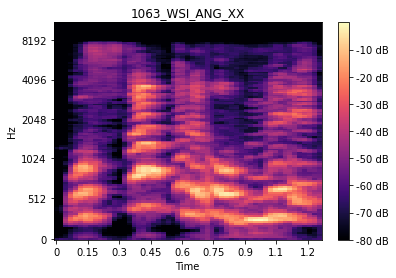 1063_WSI_ANG_XX
8192
4096
2048
1024
512
0
Hz
0 0.15 0.3 0.45 0.6 0.75 0.9 1.1 1.2
Time
-10 dB
-20 dB
-30 dB
-40 dB
-50 dB
-60 dB
-70 dB
-80 dB